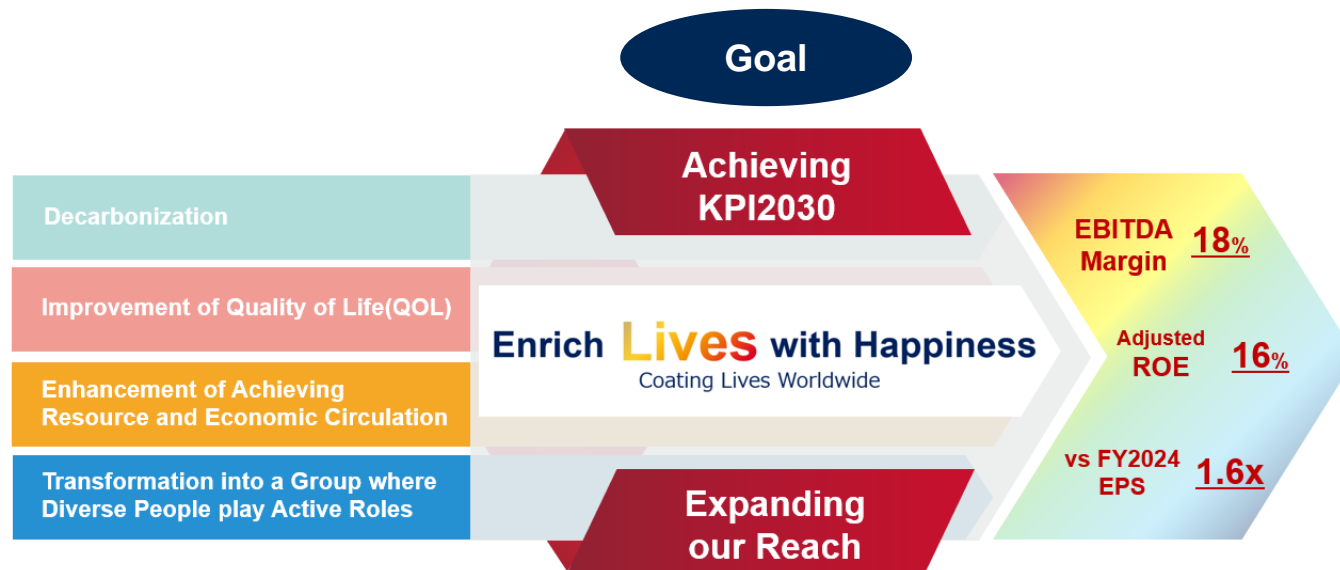 Goal
Achieving
KPI2030
Decarbonization
Improvement of Quality of Life(QOL)
Enhancement of Achieving
Resource and Economic Circulation
Transformation into a Group where
Diverse People play Active Roles
Enrich Lives with Happiness
Coating Lives Worldwide
Expanding
our Reach
EBITDA
Margin 18%
Adjusted
ROE 16%
vs FY2024
EPS 1.6x